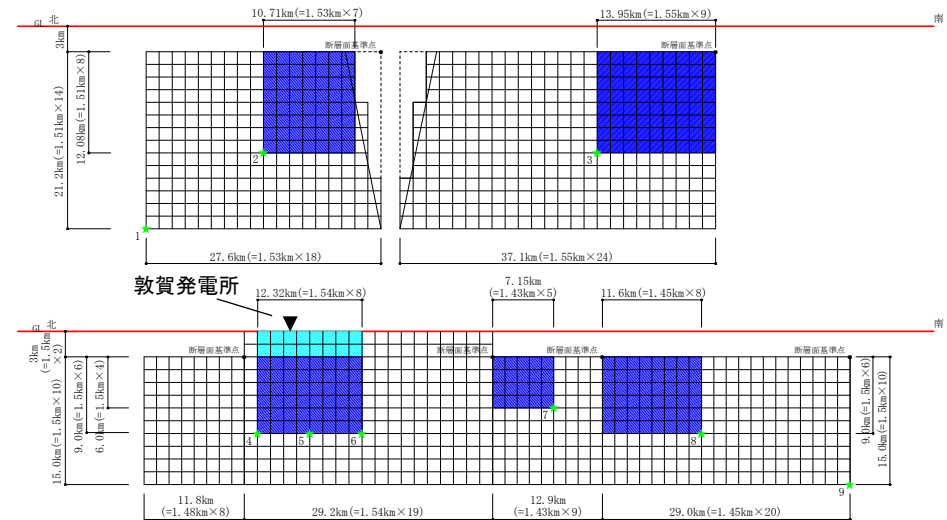 10.71km(=1.53km×7)
13.95km(=1.55km×9)
GL 北
南
3km
断層面基準点
断層面基準点
21.2km(=1.51km×14)
12.08km(=1.51km×8)
2
3
1
27.6km(=1.53km×18)
37.1km(=1.55km×24)
敦賀発電所
12.32km(=1.54km×8)
7.15km
(=1.43km×5)
11.6km(=1.45km×8)
GL 北
南
3km
(=1.5km
×2)
断層面基準点
断層面基準点
断層面基準点
断層面基準点
15.0km(=1.5km×10)
9.0km(=1.5km×6)
6.0km(=1.5km×4)
9.0km(=1.5km×6)
15.0km(=1.5km×10)
4
5
6
7
8
9
11.8km
(=1.48km×8)
29.2km(=1.54km×19)
12.9km
(=1.43km×9)
29.0km(=1.45km×20)